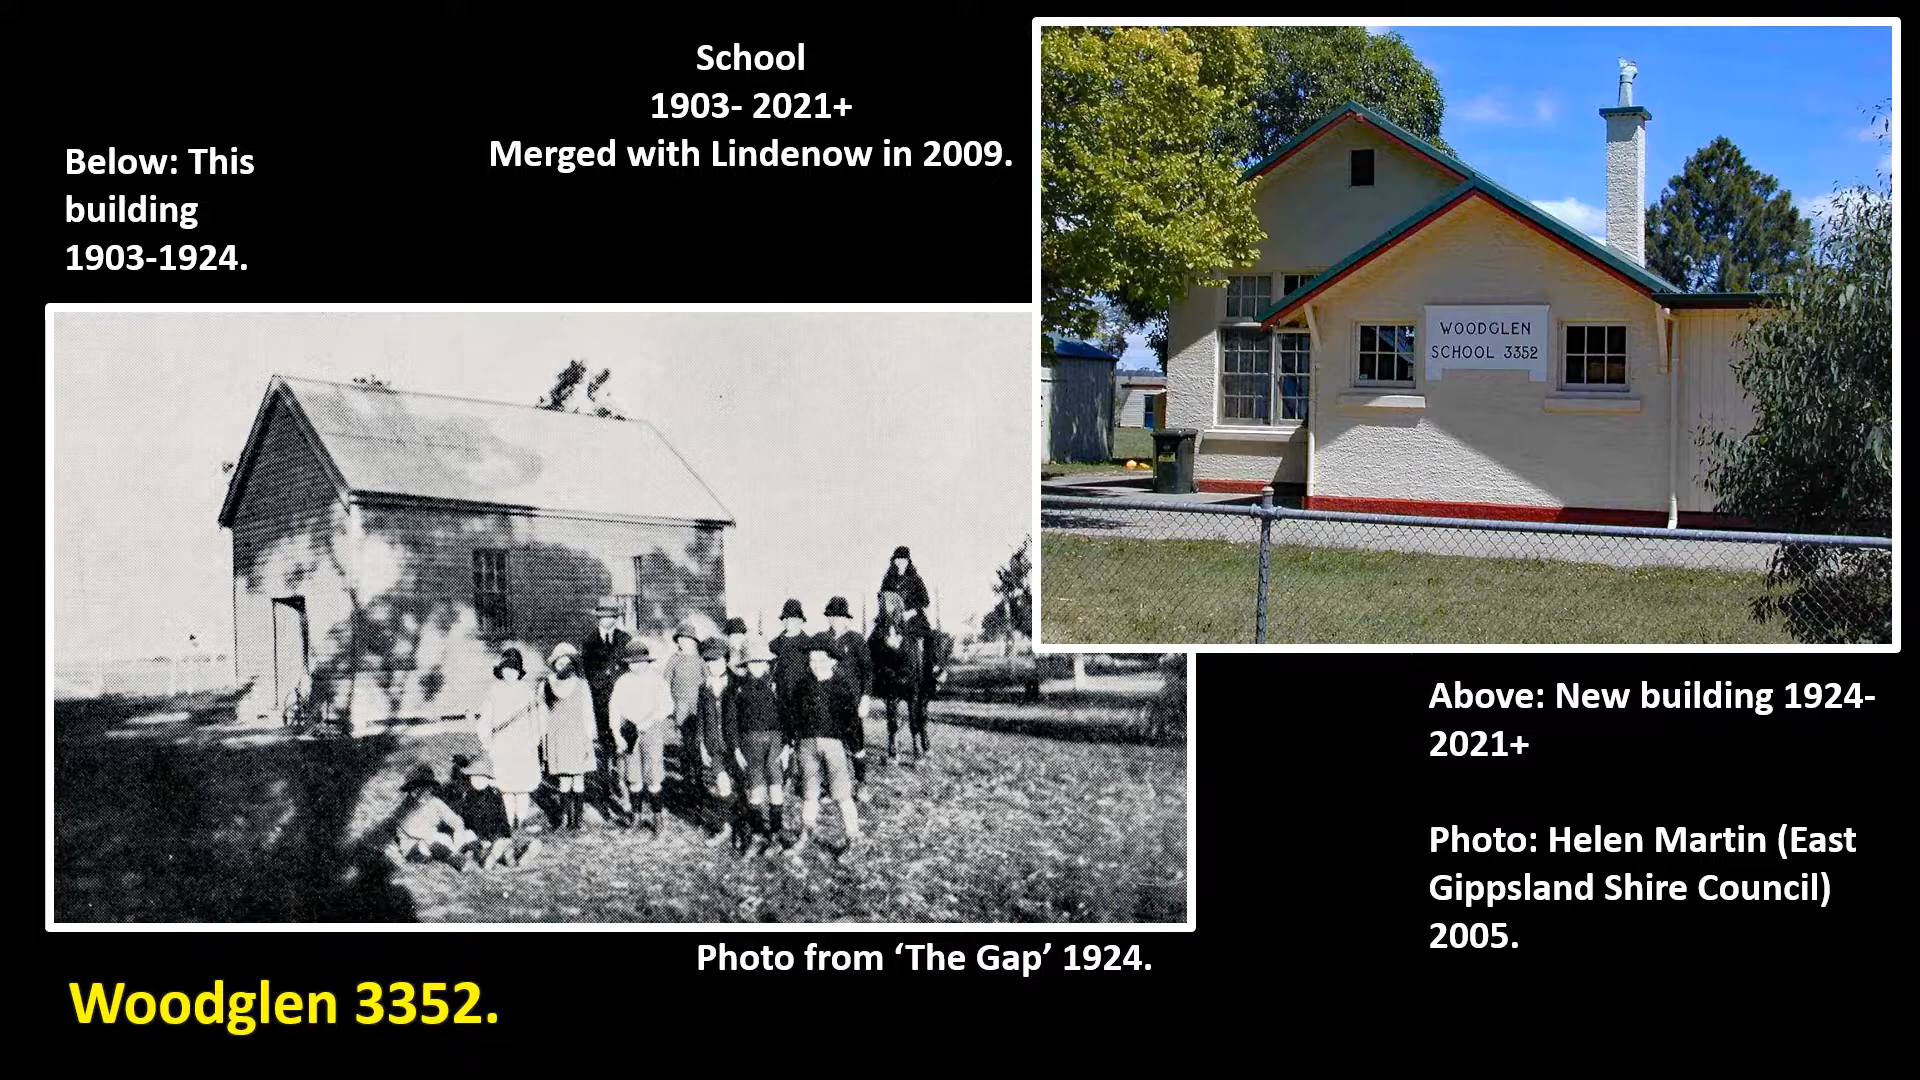 School
1903- 2021+
Merged with Lindenow in 2009.
Below: This
building
1903-1924.
WOODGLEN
SCHOOL 3352
Above: New building 1924-
2021+
Photo: Helen Martin (East
Gippsland Shire Council)
2005.
Photo from ‘The Gap’ 1924.
Woodglen 3352.